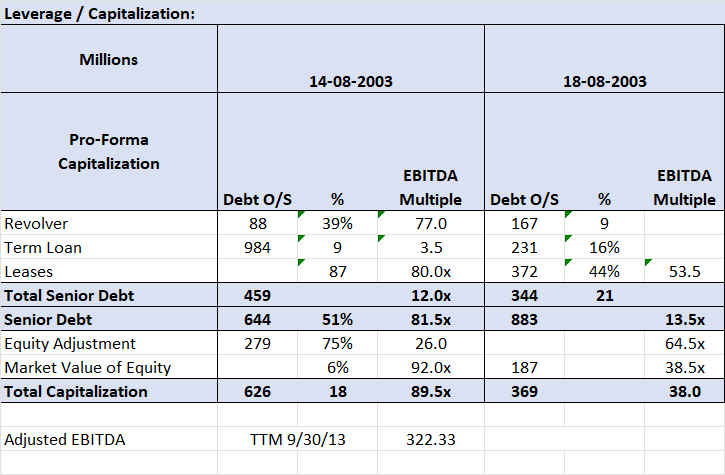 Leverage / Capitalization:
Millions 14-08-2003 18-08-2003
Pro-Forma Capitalization Debt O/S % EBITDA Multiple Debt O/S % EBITDA Multiple
Revolver 88 39% 77.0 167 9
Term Loan 984 9 3.5 231 16%
Leases 87 80.0x 372 44% 53.5
Total Senior Debt 459 12.0x 344 21
Senior Debt 644 51% 81.5x 883 13.5x
Equity Adjustment 279 75% 26.0 64.5x
Market Value of Equity 6% 92.0x 187 38.5x
Total Capitalization 626 18 89.5x 369 38.0
Adjusted EBITDA TTM 9/30/13 322.33